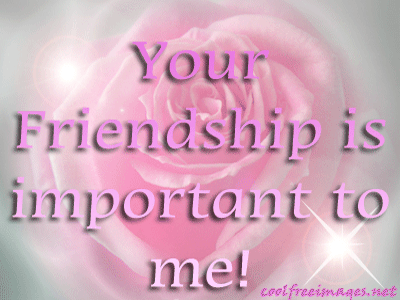 Your
Friendship is
important to
me!
coolfreeimages.net